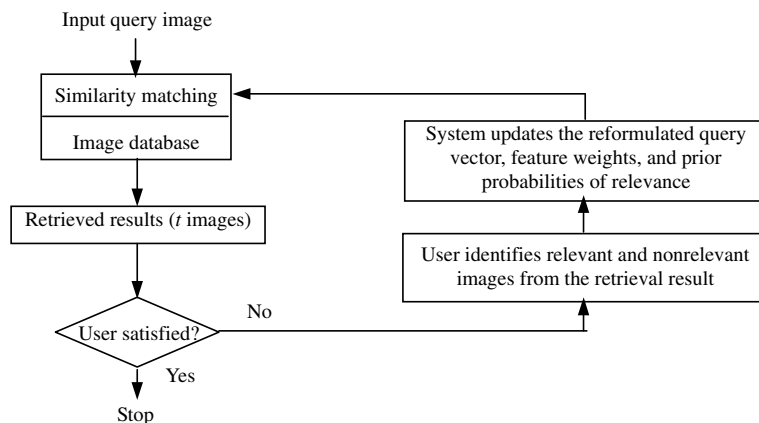 Input query image
Similarity matching
Image database
Retrieved results (t images)
User satisfied?
No
Yes
Stop
System updates the reformulated query
vector, feature weights, and prior
probabilities of relevance
User identifies relevant and nonrelevant
images from the retrieval result